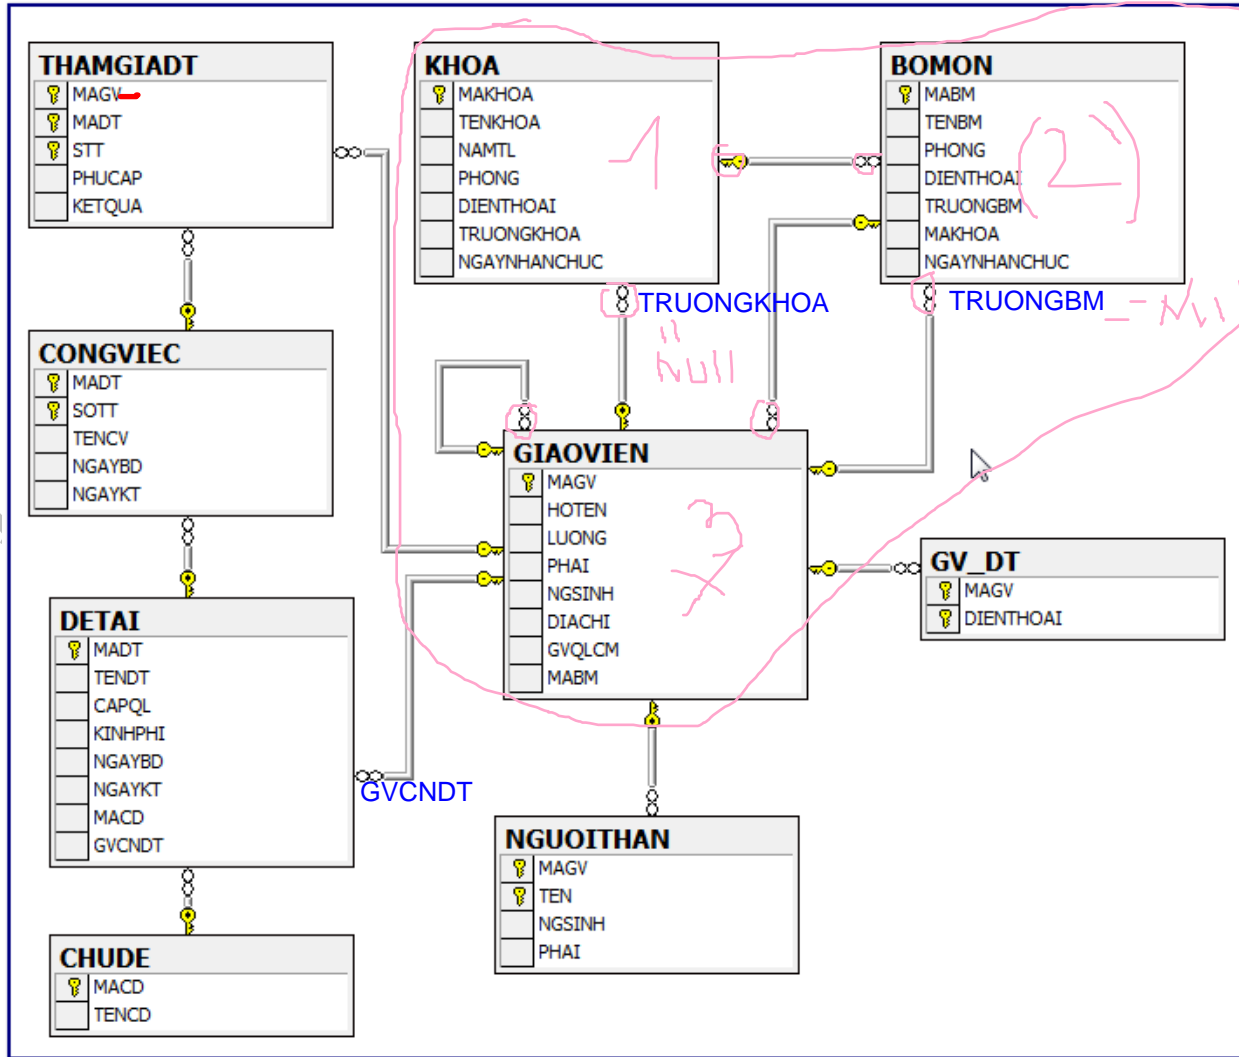 THAMGIADT
MAGV
MADT
STT
PHUCAP
KETQUA
KHOA
MAKHOA
TENKHOA
NAMTL
PHONG
DIENTHOAI
TRUONGKHOA
NGAYNHANCHUC
1
BOMON
MABM
TENBM
PHONG
DIENTHOAI
TRUONGBM
MAKHOA
NGAYNHANCHUC
(2)
TRUONGKHOA
Null
TRUONGBM
CONGVIEC
MADT
SOTT
TENCV
NGAYBD
NGAYKT
GIAOVIEN
MAGV
HOTEN
LUONG
PHAI
NGSINH
DIACHI
GVQLCM
MABM
3
GV_DT
MAGV
DIENTHOAI
DETAI
MADT
TENDT
CAPQL
KINHPHI
NGAYBD
NGAYKT
MACD
GVCNDT
GVCNDT
NGUOITHAN
MAGV
TEN
NGSINH
PHAI
CHUDE
MACD
TENCD